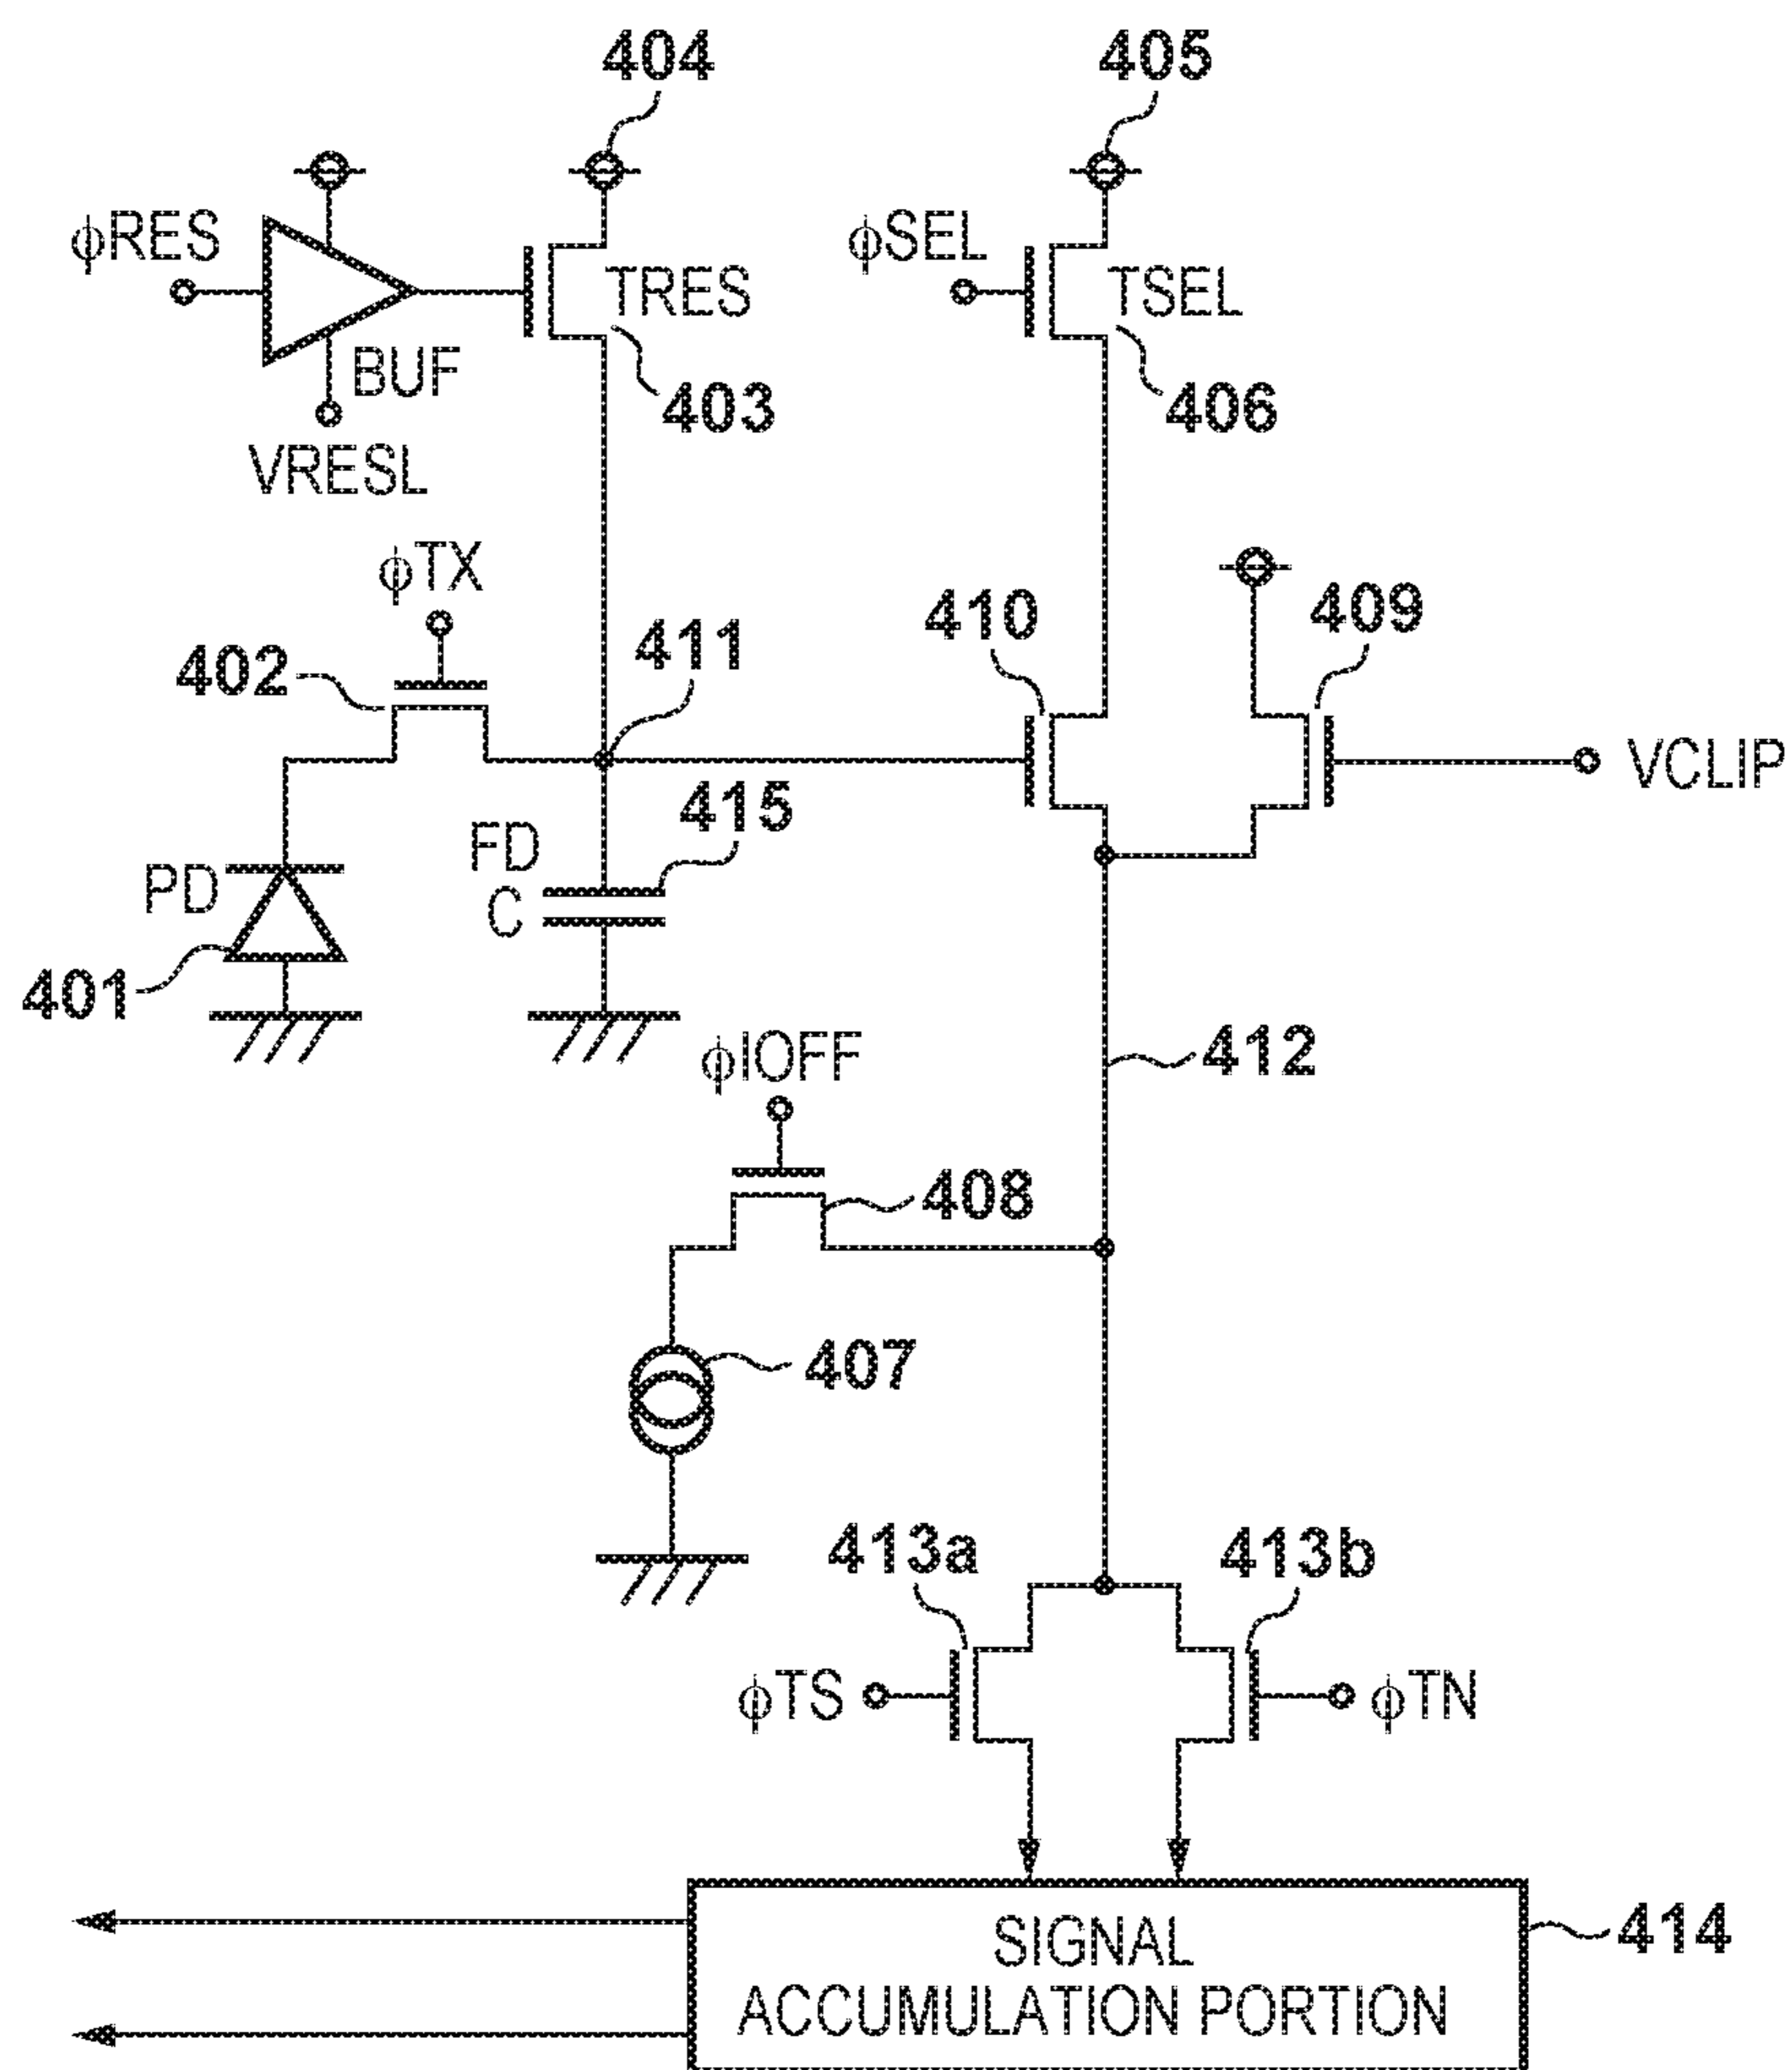 404
405
ϕRES
ϕSEL
TRES
TSEL
BUF
403
406
VRESL
ϕTX
410
409
411
402
VCLIP
415
FD
C
PD
401
ϕIOFF
412
408
407
413a
413b
ϕTS
ϕTN
SIGNAL
ACCUMULATION PORTION
414